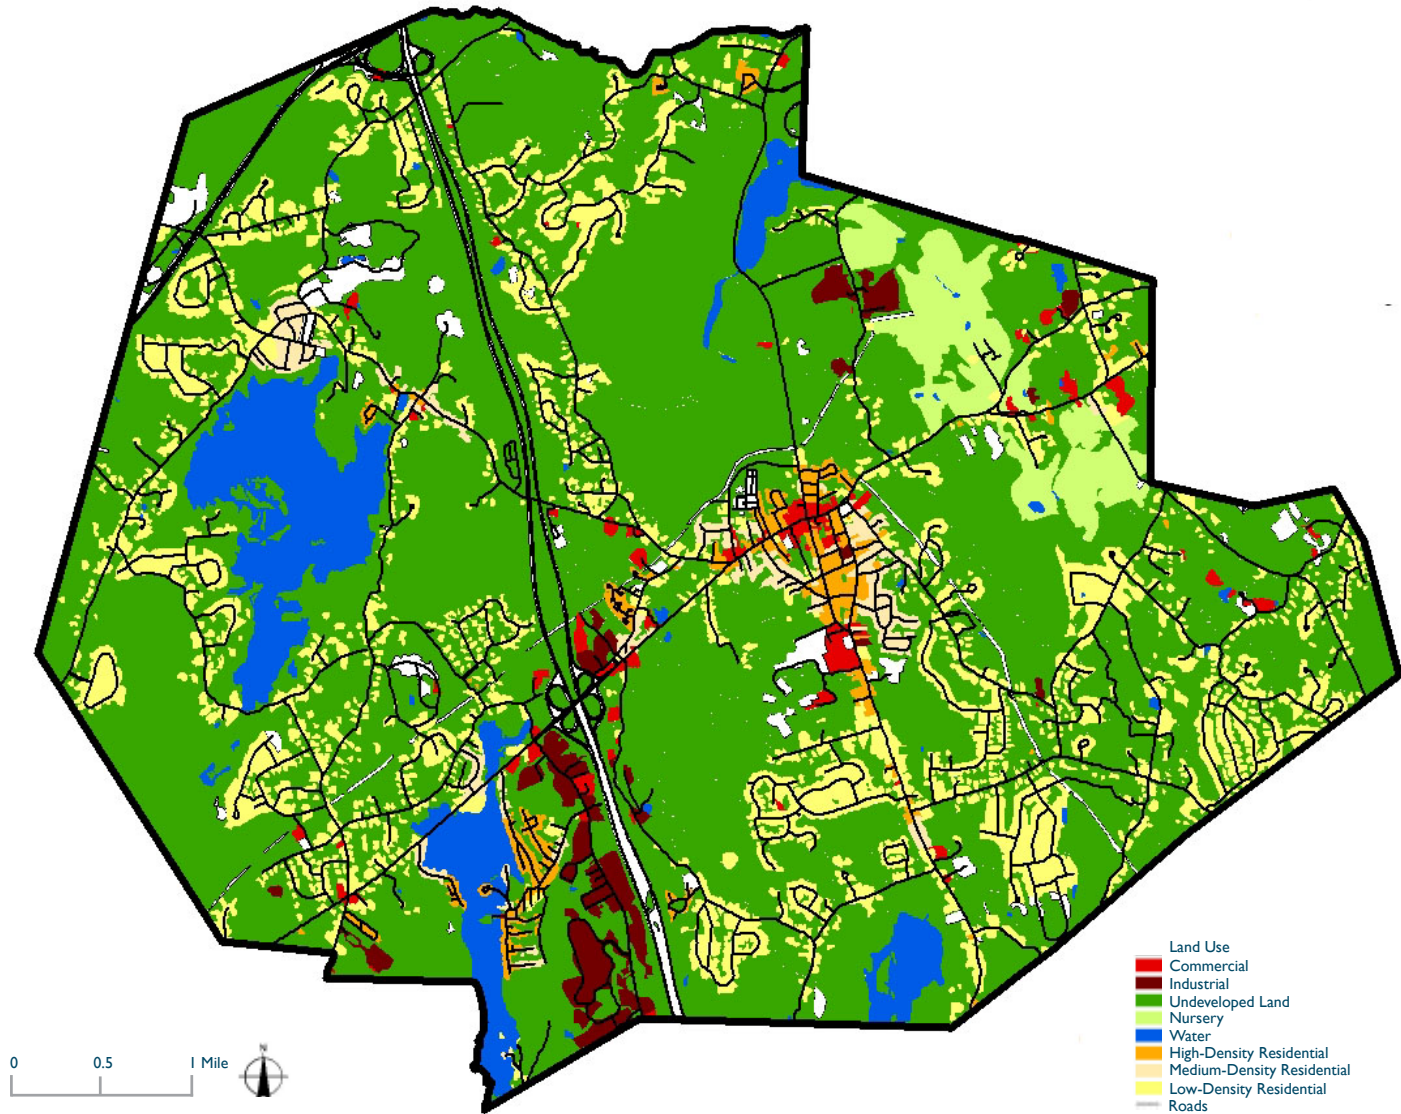 Land Use
Commercial
Industrial
Undeveloped Land
Nursery
Water
High-Density Residential
Medium-Density Residential
Low-Density Residential
Roads
0 0.5 1 Mile
N